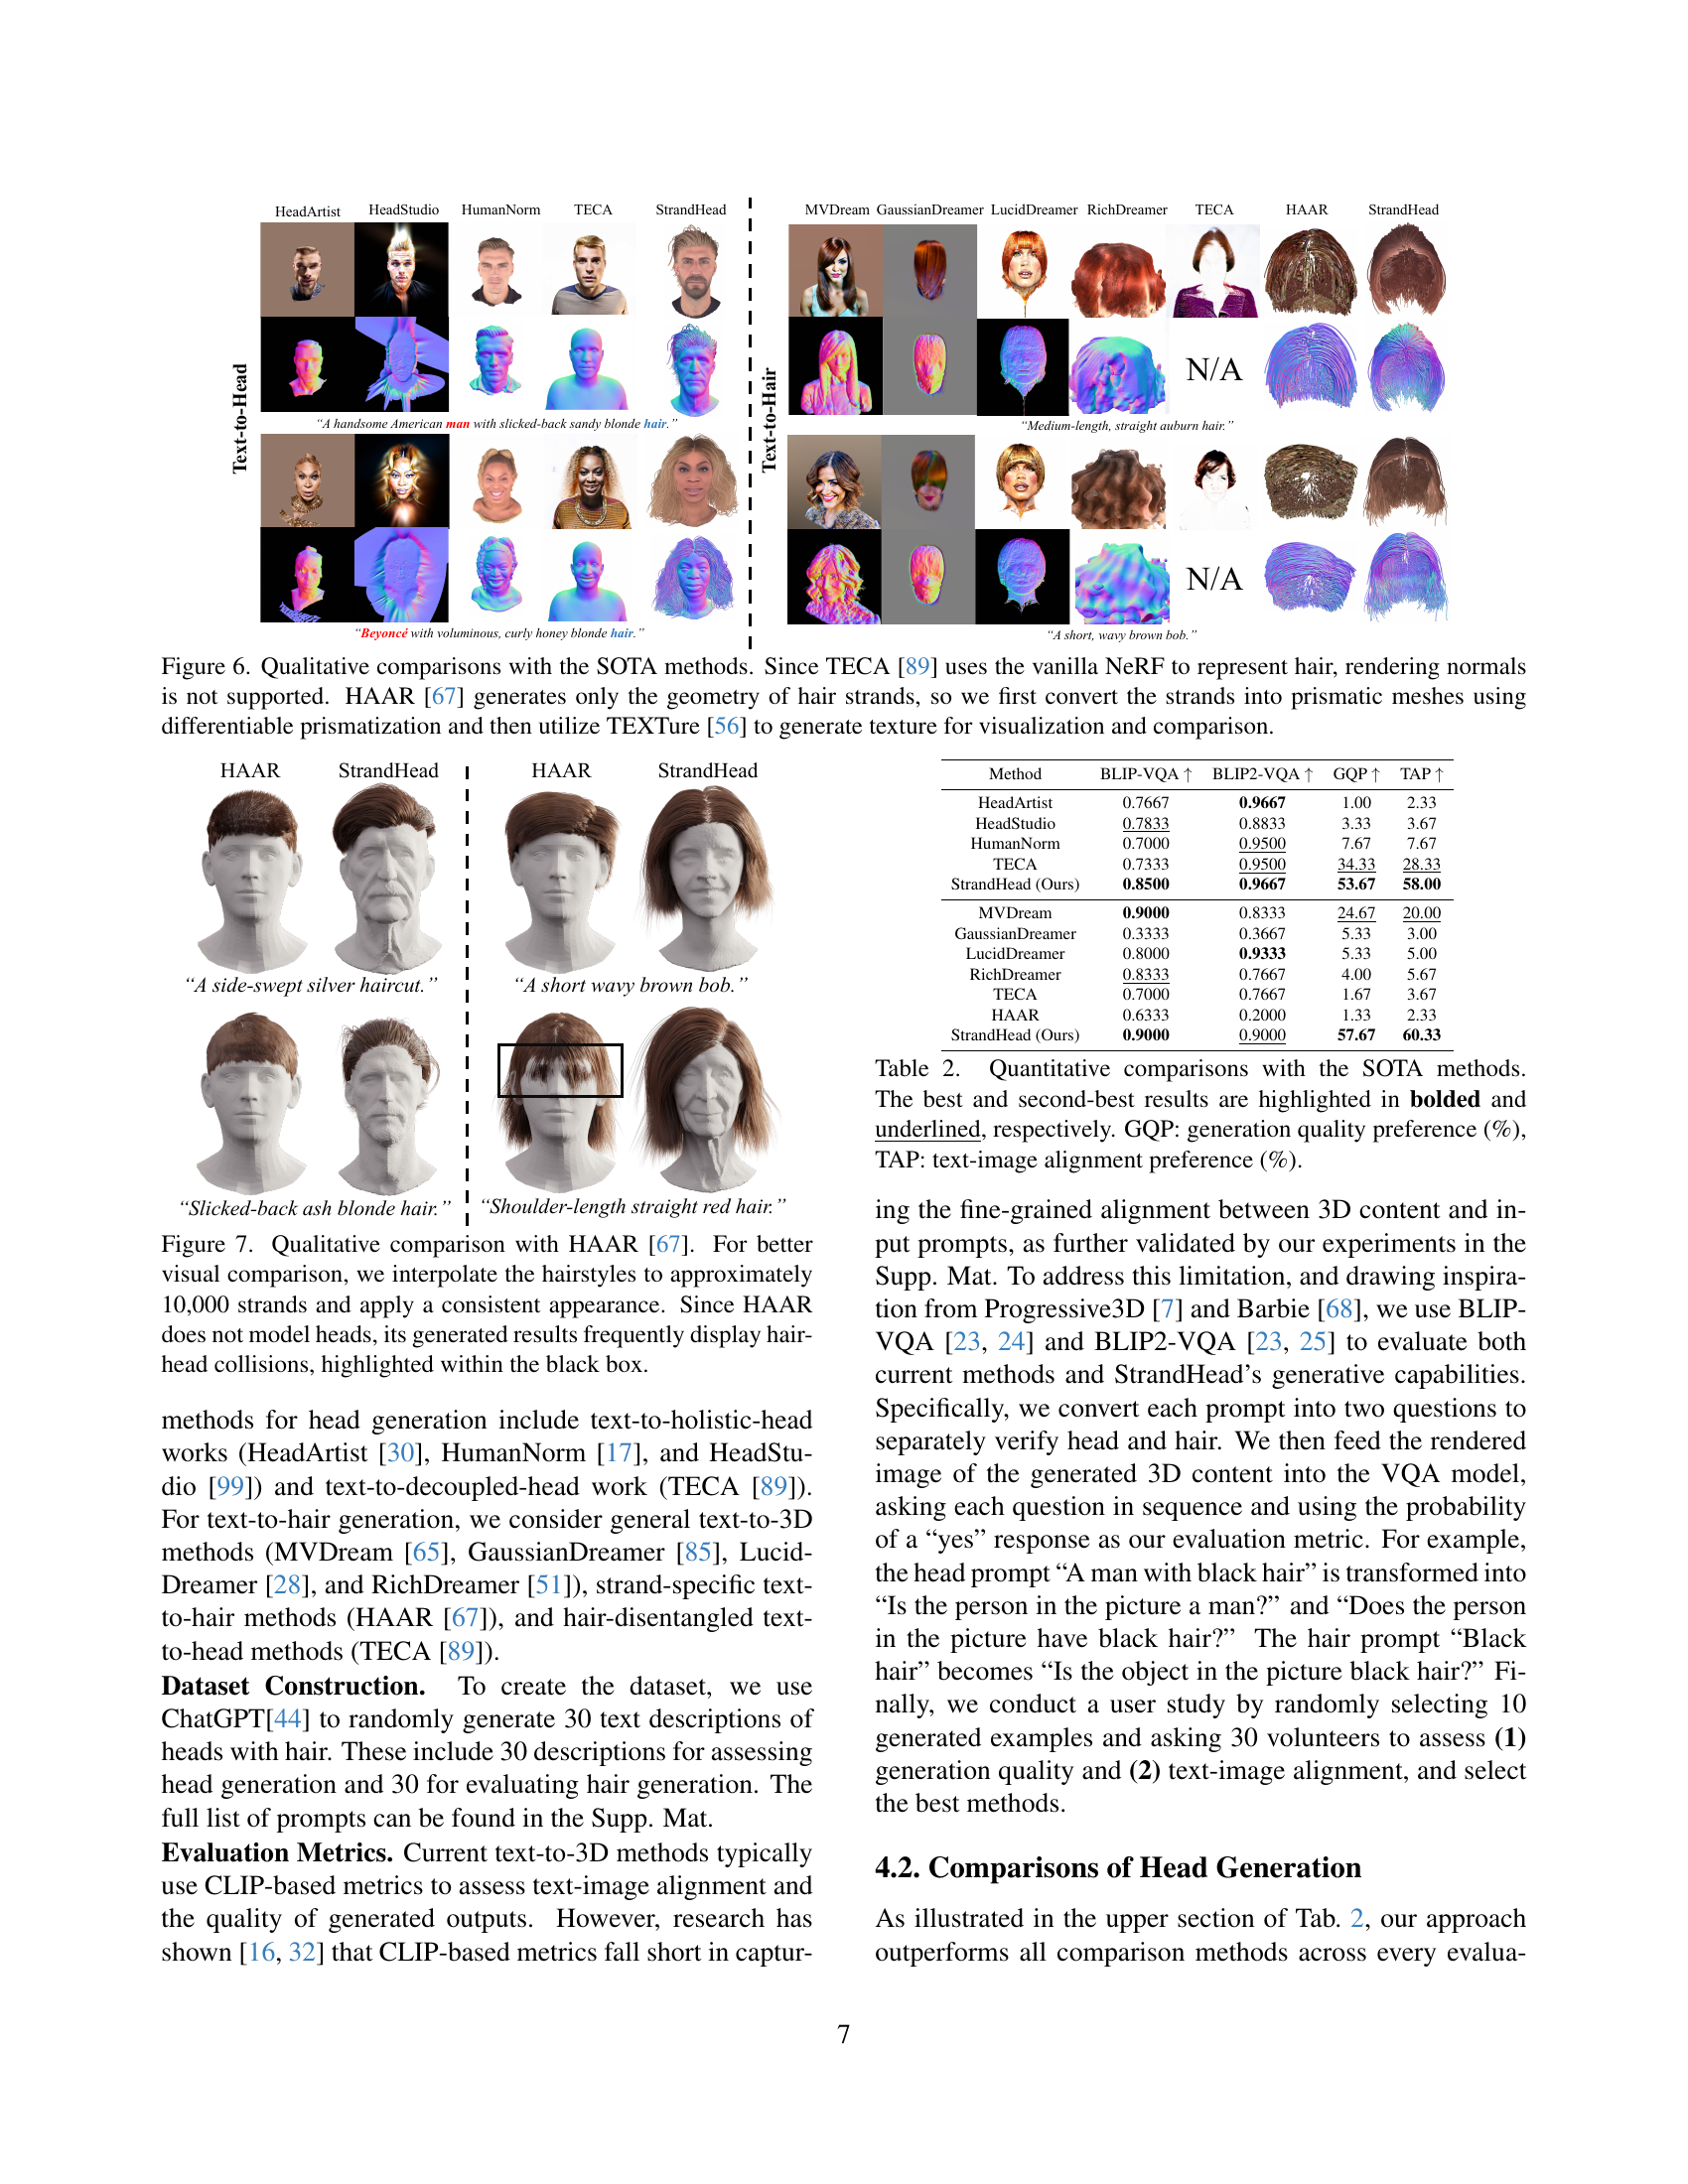 HeadArtist HeadStudio HumanNorm TECA StrandHead
Text-to-Head
“A handsome American man with slicked-back sandy blonde hair.”
“Beyoncé with voluminous, curly honey blonde hair.”
MVDream GaussianDreamer LucidDreamer RichDreamer TECA HAAR StrandHead
Text-to-Hair
N/A
“Medium-length, straight auburn hair.”
N/A
“A short, wavy brown bob.”
Figure 6. Qualitative comparisons with the SOTA methods. Since TECA [89] uses the vanilla NeRF to represent hair, rendering normals
is not supported. HAAR [67] generates only the geometry of hair strands, so we first convert the strands into prismatic meshes using
differentiable prismatization and then utilize TEXTure [56] to generate texture for visualization and comparison.
HAAR StrandHead HAAR StrandHead
“A side-swept silver haircut.” “A short wavy brown bob.”
“Slicked-back ash blonde hair.” “Shoulder-length straight red hair.”
Figure 7. Qualitative comparison with HAAR [67]. For better
visual comparison, we interpolate the hairstyles to approximately
10,000 strands and apply a consistent appearance. Since HAAR
does not model heads, its generated results frequently display hair-
head collisions, highlighted within the black box.
methods for head generation include text-to-holistic-head
works (HeadArtist [30], HumanNorm [17], and HeadStu-
dio [99]) and text-to-decoupled-head work (TECA [89]).
For text-to-hair generation, we consider general text-to-3D
methods (MVDream [65], GaussianDreamer [85], Lucid-
Dreamer [28], and RichDreamer [51]), strand-specific text-
to-hair methods (HAAR [67]), and hair-disentangled text-
to-head methods (TECA [89]).
Dataset Construction. To create the dataset, we use
ChatGPT[44] to randomly generate 30 text descriptions of
heads with hair. These include 30 descriptions for assessing
head generation and 30 for evaluating hair generation. The
full list of prompts can be found in the Supp. Mat.
Evaluation Metrics. Current text-to-3D methods typically
use CLIP-based metrics to assess text-image alignment and
the quality of generated outputs. However, research has
shown [16, 32] that CLIP-based metrics fall short in captur-
Method BLIP-VQA ↑ BLIP2-VQA ↑ GQP ↑ TAP ↑
HeadArtist 0.7667 0.9667 1.00 2.33
HeadStudio 0.7833 0.8833 3.33 3.67
HumanNorm 0.7000 0.9500 7.67 7.67
TECA 0.7333 0.9500 34.33 28.33
StrandHead (Ours) 0.8500 0.9667 53.67 58.00
MVDream 0.9000 0.8333 24.67 20.00
GaussianDreamer 0.3333 0.3667 5.33 3.00
LucidDreamer 0.8000 0.9333 5.33 5.00
RichDreamer 0.8333 0.7667 4.00 5.67
TECA 0.7000 0.7667 1.67 3.67
HAAR 0.6333 0.2000 1.33 2.33
StrandHead (Ours) 0.9000 0.9000 57.67 60.33
Table 2. Quantitative comparisons with the SOTA methods.
The best and second-best results are highlighted in bolded and
underlined, respectively. GQP: generation quality preference (%),
TAP: text-image alignment preference (%).
ing the fine-grained alignment between 3D content and in-
put prompts, as further validated by our experiments in the
Supp. Mat. To address this limitation, and drawing inspira-
tion from Progressive3D [7] and Barbie [68], we use BLIP-
VQA [23, 24] and BLIP2-VQA [23, 25] to evaluate both
current methods and StrandHead’s generative capabilities.
Specifically, we convert each prompt into two questions to
separately verify head and hair. We then feed the rendered
image of the generated 3D content into the VQA model,
asking each question in sequence and using the probability
of a “yes” response as our evaluation metric. For example,
the head prompt “A man with black hair” is transformed into
“Is the person in the picture a man?” and “Does the person
in the picture have black hair?” The hair prompt “Black
hair” becomes “Is the object in the picture black hair?” Fi-
nally, we conduct a user study by randomly selecting 10
generated examples and asking 30 volunteers to assess (1)
generation quality and (2) text-image alignment, and select
the best methods.
4.2. Comparisons of Head Generation
As illustrated in the upper section of Tab. 2, our approach
outperforms all comparison methods across every evalua-
7